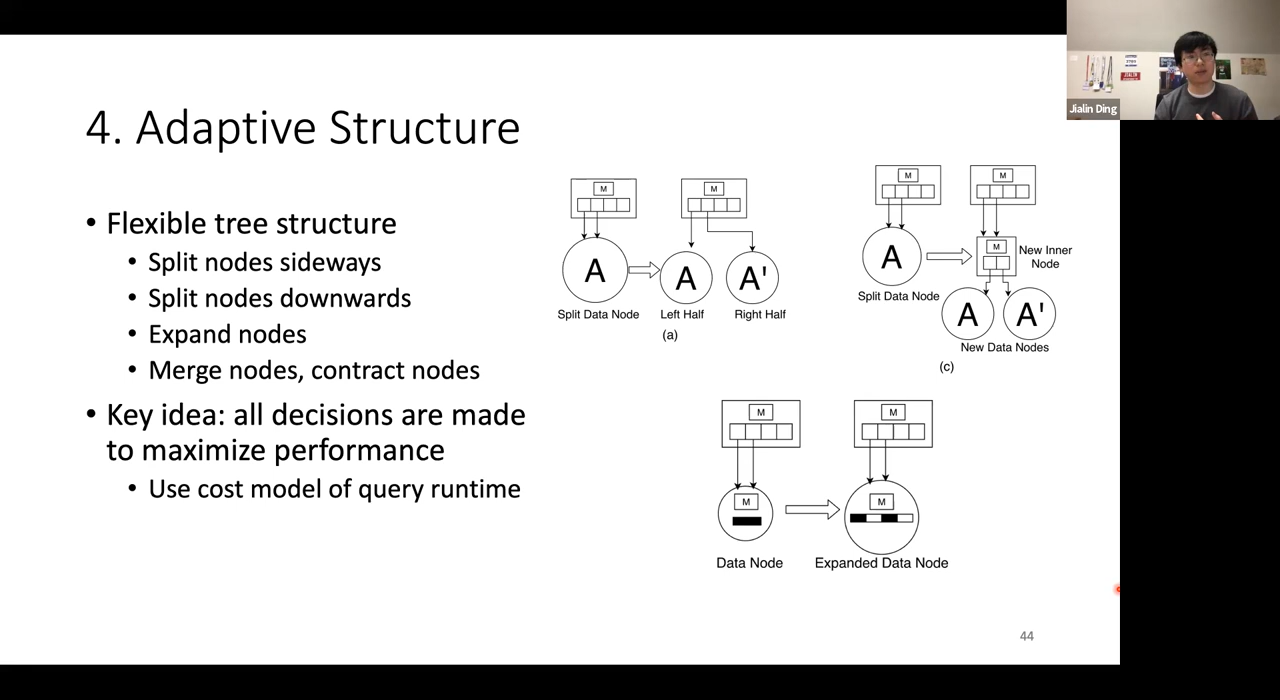 Jialin Ding
4. Adaptive Structure
• Flexible tree structure
• Split nodes sideways
• Split nodes downwards
• Expand nodes
• Merge nodes, contract nodes
• Key idea: all decisions are made
to maximize performance
• Use cost model of query runtime
M
M
A
A
A'
Split Data Node
Left Half
Right Half
(a)
M
M
A
M
New Inner
Node
Split Data Node
A
A'
New Data Nodes
(c)
M
M
M
M
Data Node
Expanded Data Node
44